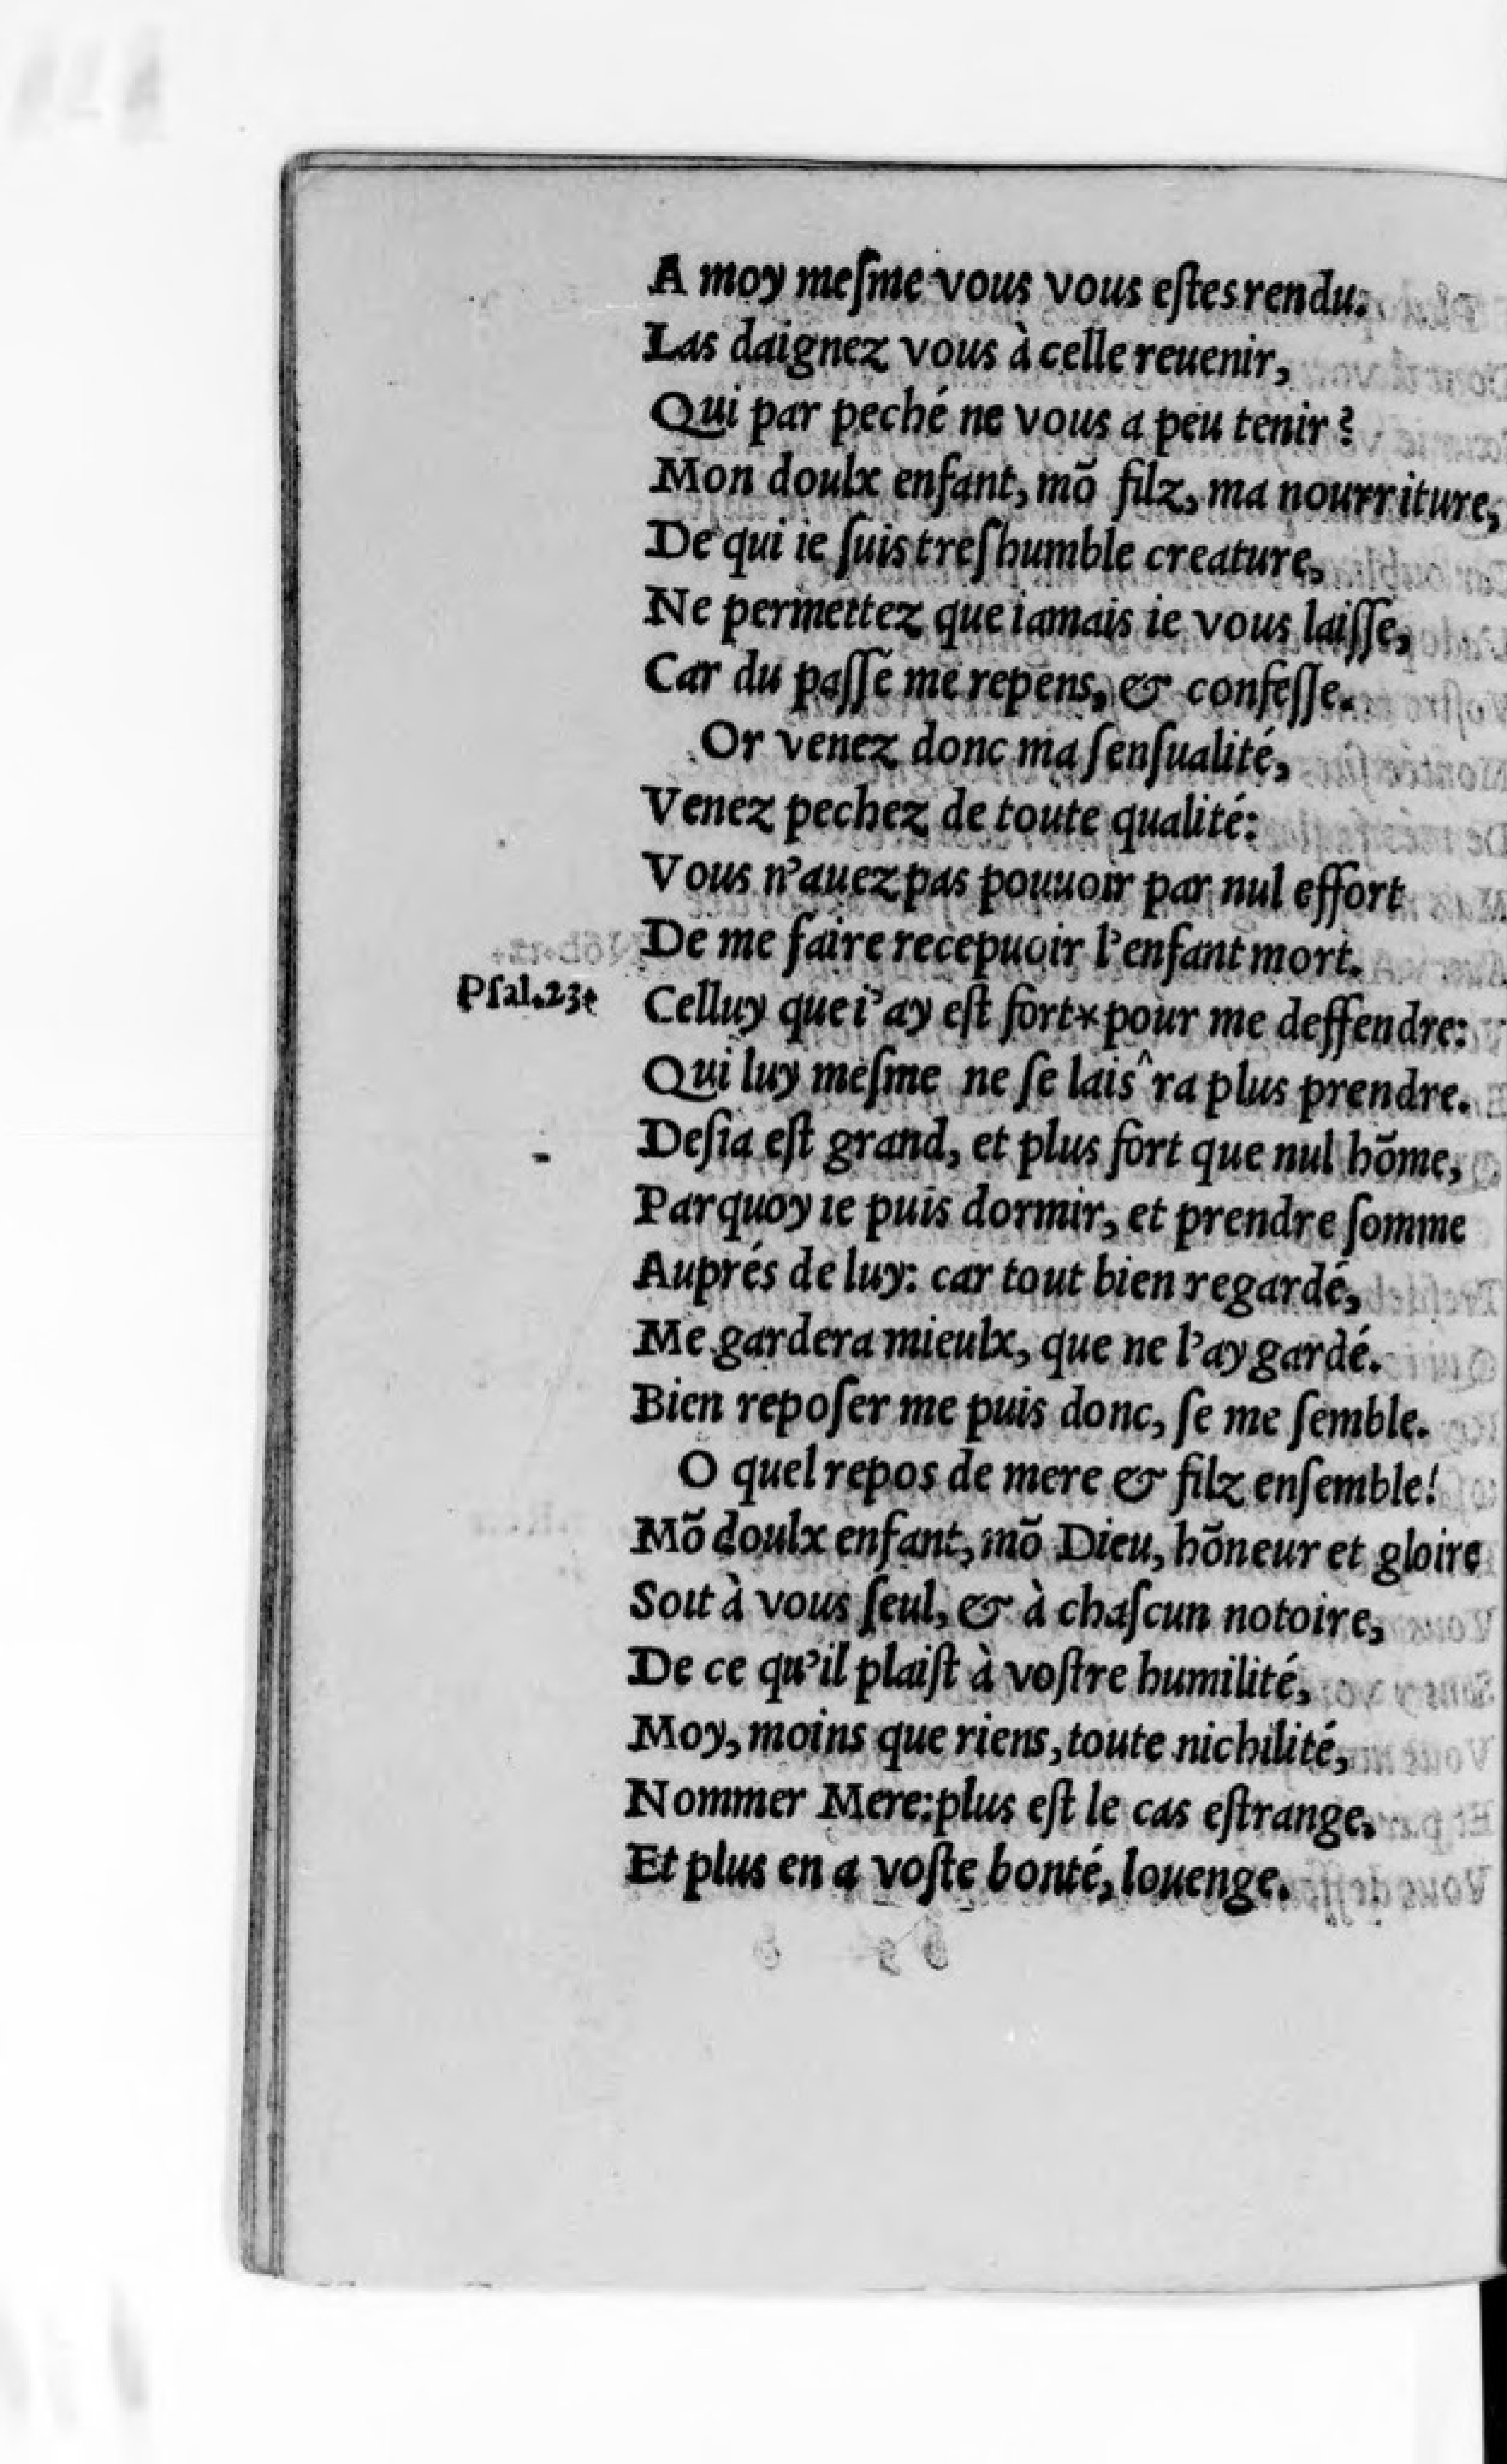 A moy meſme vous vous eſtes rendu.
Las daignez vous à celle reuenir,
Qui par peché ne vous a peu tenir?
Mon doulx enfant, mõ filz, ma nourriture,
De qui ie ſuis treſhumble creature,
Ne permettez que iamais ie vous laiſſe,
Car du paſſé me repens, & confeſſe.
Or venez donc ma ſenſualité,
Venez pechez de toute qualité:
Vous n'auez pas pouuoir par nul effort
De me faire recepuoir l'enfant mort.
Pſal.23. Celluy que i'ay eſt fort* pour me deffendre:
Qui luy meſme ne ſe lais^ra plus prendre.
Deſia eſt grand, et plus fort que nul hõme,
Parquoy ie puis dormir, et prendre ſomme
Auprés de luy: car tout bien regardé,
Me gardera mieulx, que ne l'ay gardé.
Bien repoſer me puis donc, ſe me ſemble.
O quel repos de mere & filz enſemble!
Mõ doulx enfant, mõ Dieu, hõneur et gloire
Soit à vous ſeul, & à chaſcun notoire,
De ce qu'il plaiſt à voſtre humilité,
Moy, moins que riens, toute nichilité,
Nommer Mere: plus eſt le cas eſtrange,
Et plus en a voſte bonté, louenge.